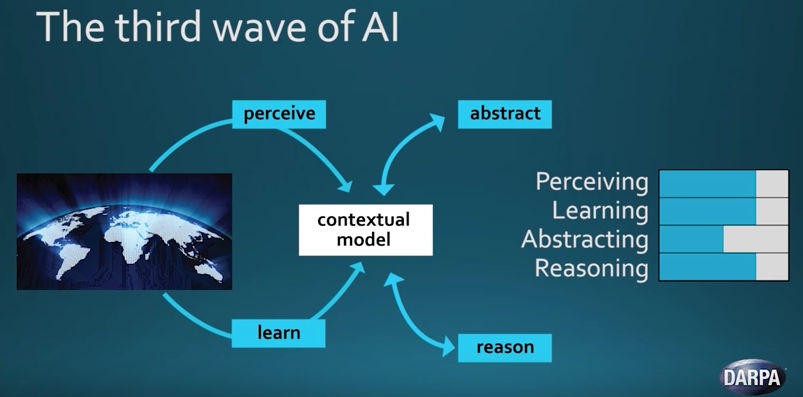 The third wave of AI
perceive
abstract
contextual
model
learn
reason
Perceiving
Learning
Abstracting
Reasoning
DARPA